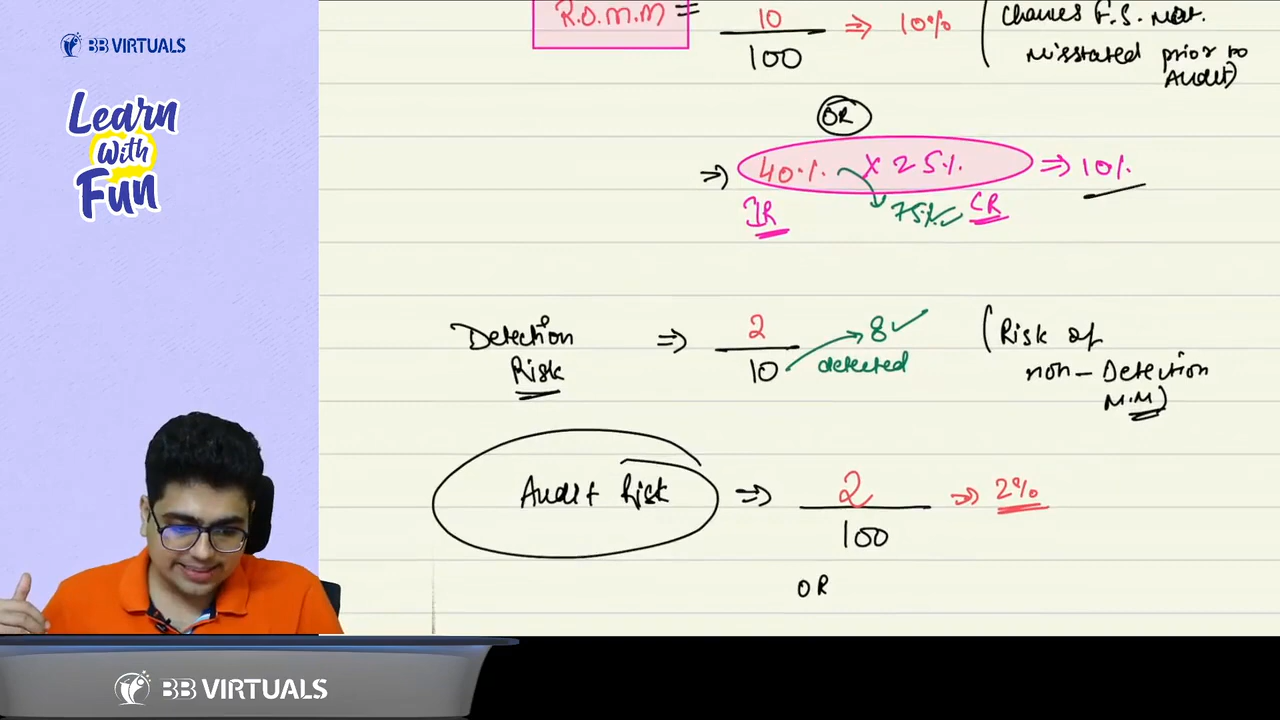 BB VIRTUALS
Learn
With
Fun
R.O.M.M = 10/100 ⇒ 10% (Chances F.S. Mat.
Misstated prior to
Audit)
OR
⇒ 40% × 25% ⇒ 10%
IR 75% ✓ CR
Detection Risk ⇒ 2/10 → 8 ✓ detected (Risk of
non-Detection
M.M)
Audit Risk ⇒ 2/100 ⇒ 2%
OR
BB VIRTUALS